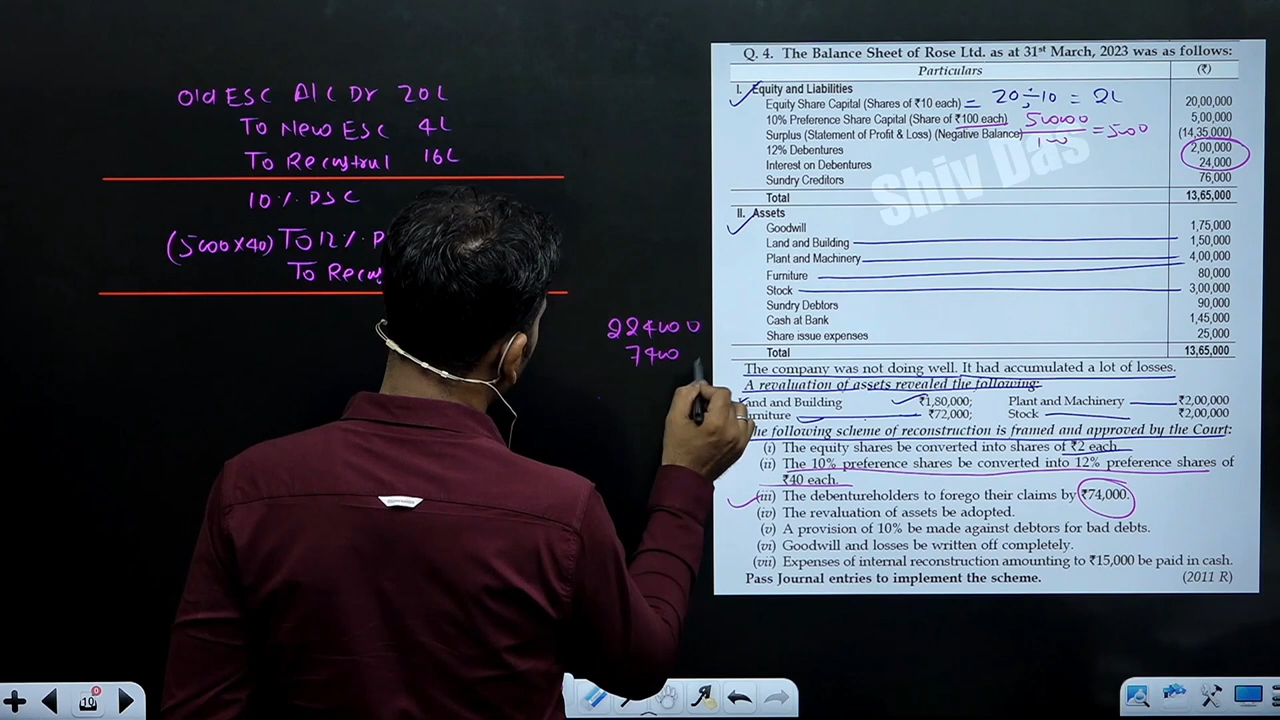 Old ESC A/C Dr 20L
To New ESC 4L
To Reconstrul 16L
10% PSC
(5000x40) To 12% P
To Recns
224000
7400
Q. 4. The Balance Sheet of Rose Ltd. as at 31st March, 2023 was as follows:
Particulars (₹)
I. Equity and Liabilities
Equity Share Capital (Shares of ₹10 each) = 20 ÷ 10 = 2L 20,00,000
10% Preference Share Capital (Share of ₹100 each) 500000 5,00,000
Surplus (Statement of Profit & Loss) (Negative Balance) 100 = 5000 (14,35,000)
12% Debentures 2,00,000
Interest on Debentures 24,000
Sundry Creditors 76,000
Total 13,65,000
II. Assets
Goodwill 1,75,000
Land and Building 1,50,000
Plant and Machinery 4,00,000
Furniture 80,000
Stock 3,00,000
Sundry Debtors 90,000
Cash at Bank 1,45,000
Share issue expenses 25,000
Total 13,65,000
Shiv Das
The company was not doing well. It had accumulated a lot of losses.
A revaluation of assets revealed the following:
Land and Building ₹1,80,000; Plant and Machinery ₹2,00,000
urniture ₹72,000; Stock ₹2,00,000
he following scheme of reconstruction is framed and approved by the Court:
(i) The equity shares be converted into shares of ₹2 each.
(ii) The 10% preference shares be converted into 12% preference shares of
₹40 each.
(iii) The debentureholders to forego their claims by ₹74,000.
(iv) The revaluation of assets be adopted.
(v) A provision of 10% be made against debtors for bad debts.
(vi) Goodwill and losses be written off completely.
(vii) Expenses of internal reconstruction amounting to ₹15,000 be paid in cash.
Pass Journal entries to implement the scheme. (2011 R)
10
0